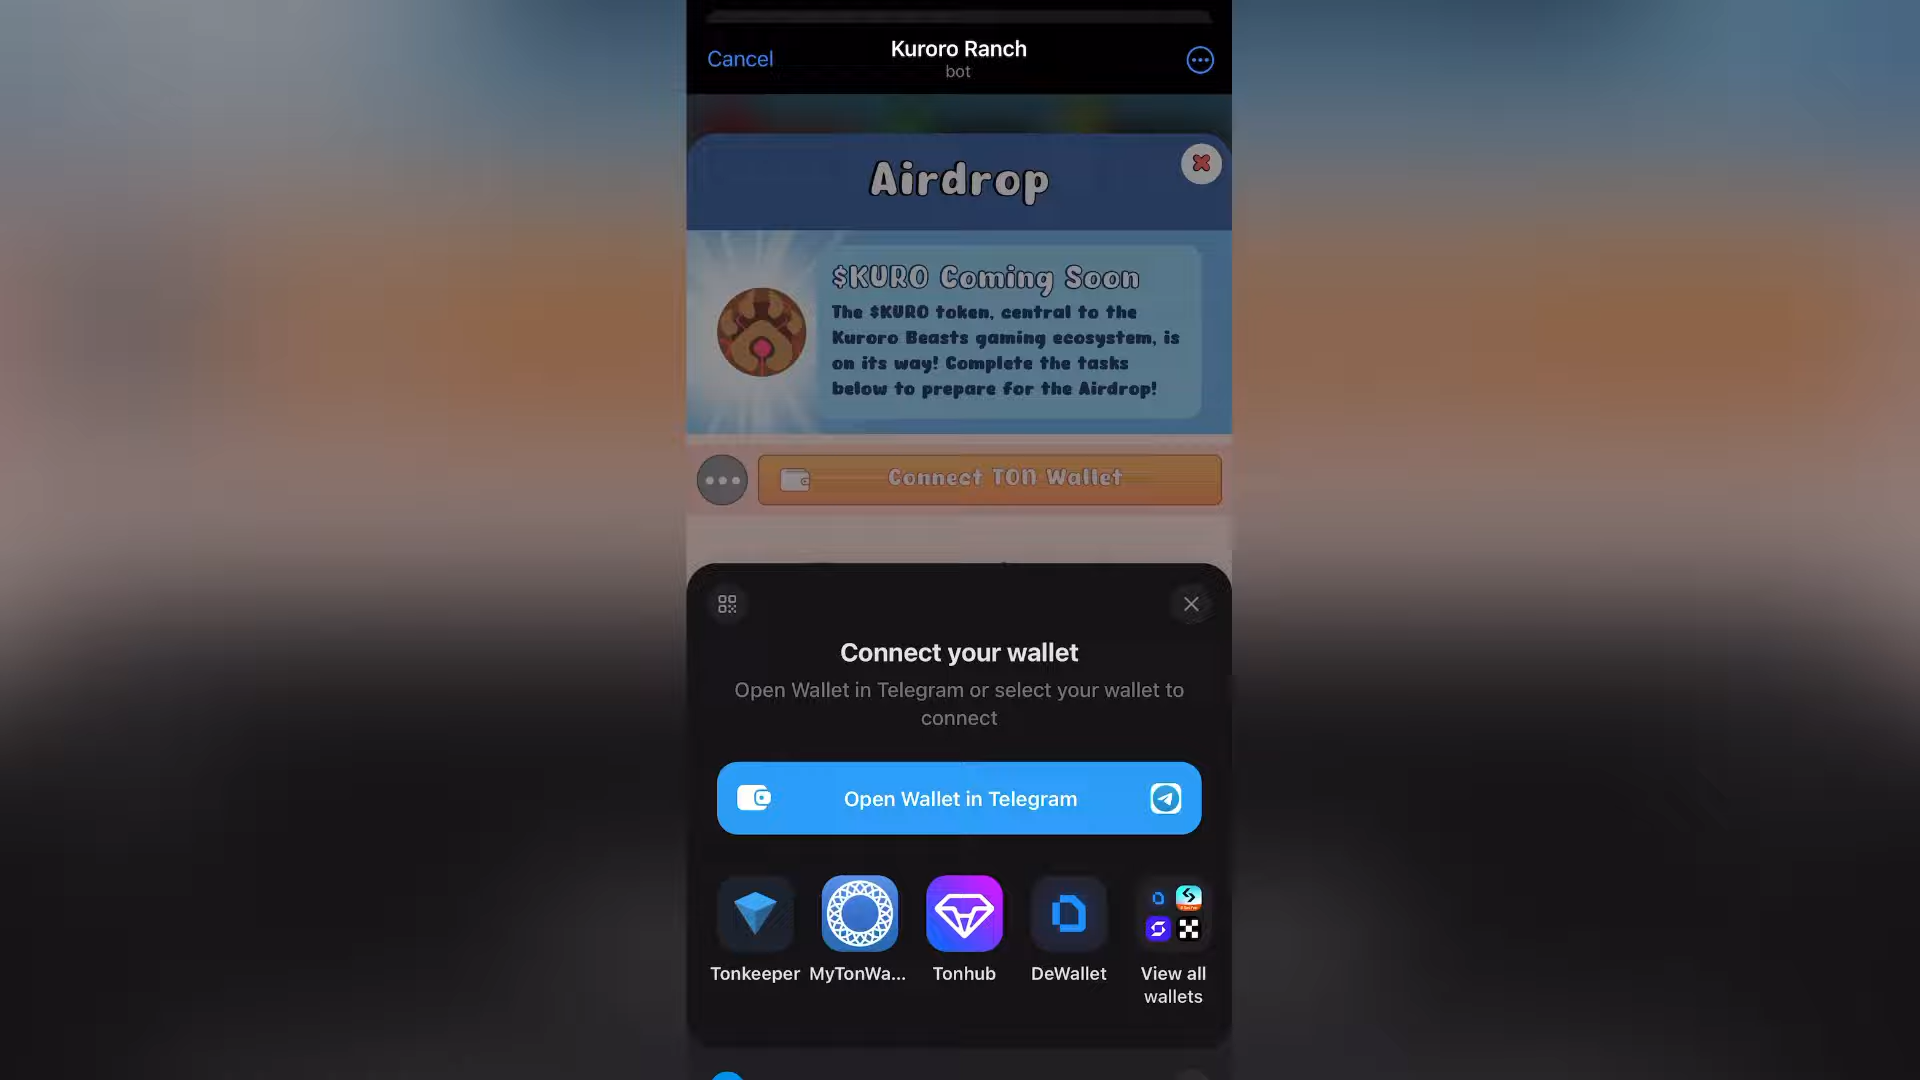 Cancel
Kuroro Ranch
bot
Airdrop
$KURO Coming Soon
The $KURO token, central to the
Kuroro Beasts gaming ecosystem, is
on its way! Complete the tasks
below to prepare for the Airdrop!
Connect TON Wallet
Connect your wallet
Open Wallet in Telegram or select your wallet to
connect
Open Wallet in Telegram
Tonkeeper
MyTonWa...
Tonhub
DeWallet
View all
wallets